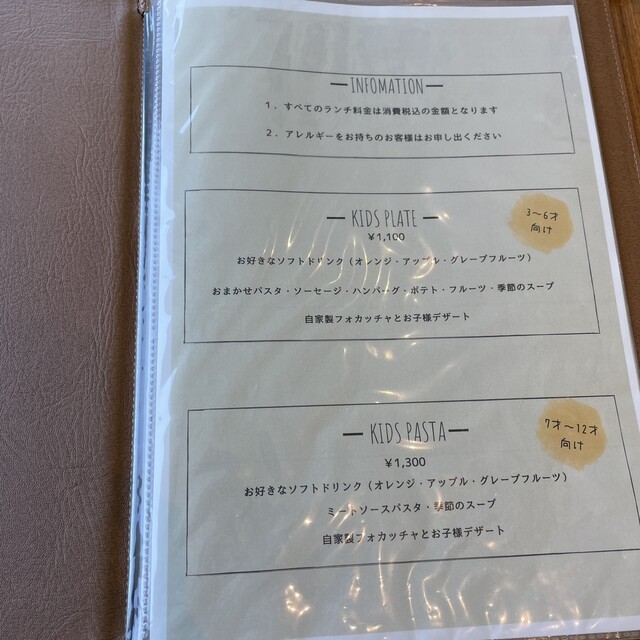 INFOMATION
1．すべてのランチ料金は消費税込の金額となります
2．アレルギーをお持ちのお客様はお申し出ください
3〜6才
向け
KIDS PLATE
¥1,100
お好きなソフトドリンク（オレンジ・アップル・グレープフルーツ）
おまかせパスタ・ソーセージ・ハンバーグ・ポテト・フルーツ・季節のスープ
自家製フォカッチャとお子様デザート
7才〜12才
向け
KIDS PASTA
¥1,300
お好きなソフトドリンク（オレンジ・アップル・グレープフルーツ）
ミートソースパスタ・季節のスープ
自家製フォカッチャとお子様デザート